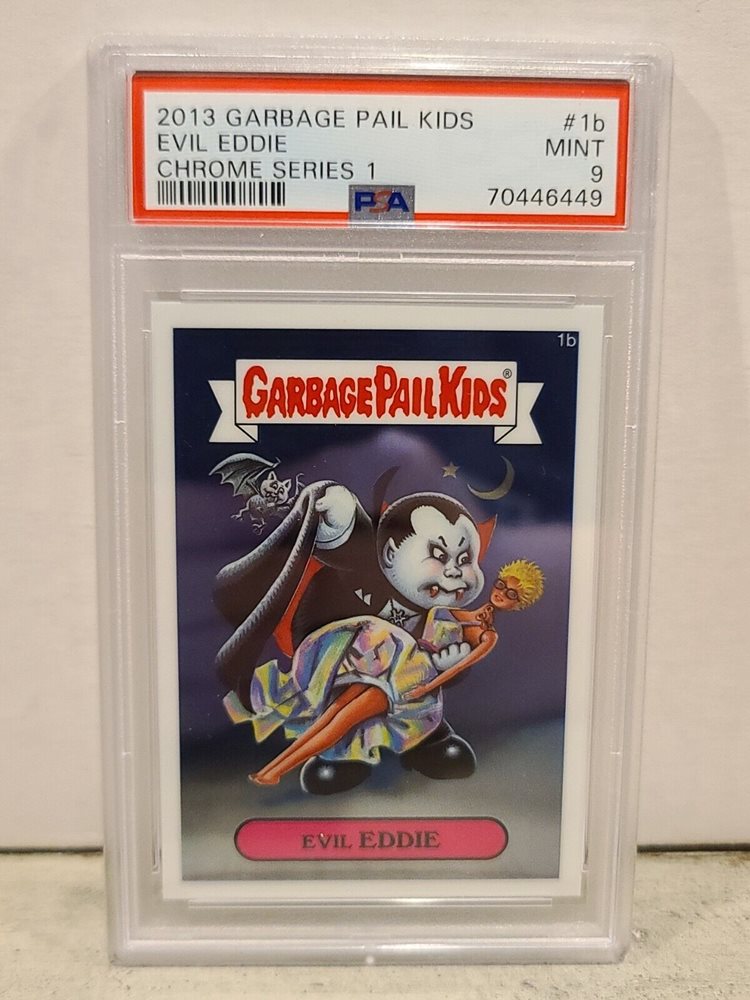 2013 GARBAGE PAIL KIDS #1b
EVIL EDDIE MINT
CHROME SERIES 1 9
PSA 70446449
1b
GARBAGE PAIL KIDS®
EVIL EDDIE